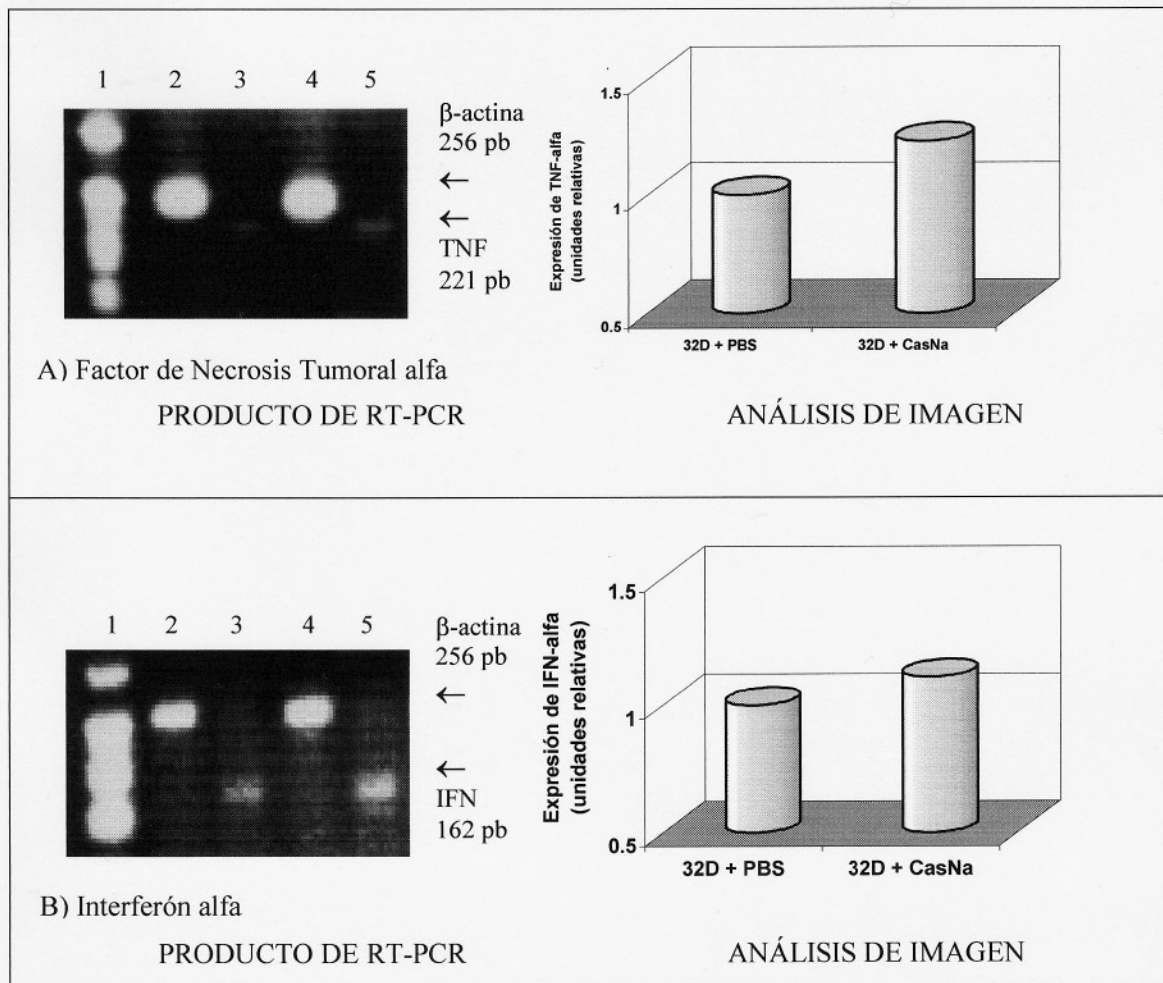 1 2 3 4 5
β-actina
256 pb
←
←
TNF
221 pb
Expresión de TNF-alfa
(unidades relativas)
1.5
1
0.5
32D + PBS
32D + CasNa
A) Factor de Necrosis Tumoral alfa
PRODUCTO DE RT-PCR
ANÁLISIS DE IMAGEN
1 2 3 4 5
β-actina
256 pb
←
←
IFN
162 pb
Expresión de IFN-alfa
(unidades relativas)
1.5
1
0.5
32D + PBS
32D + CasNa
B) Interferón alfa
PRODUCTO DE RT-PCR
ANÁLISIS DE IMAGEN